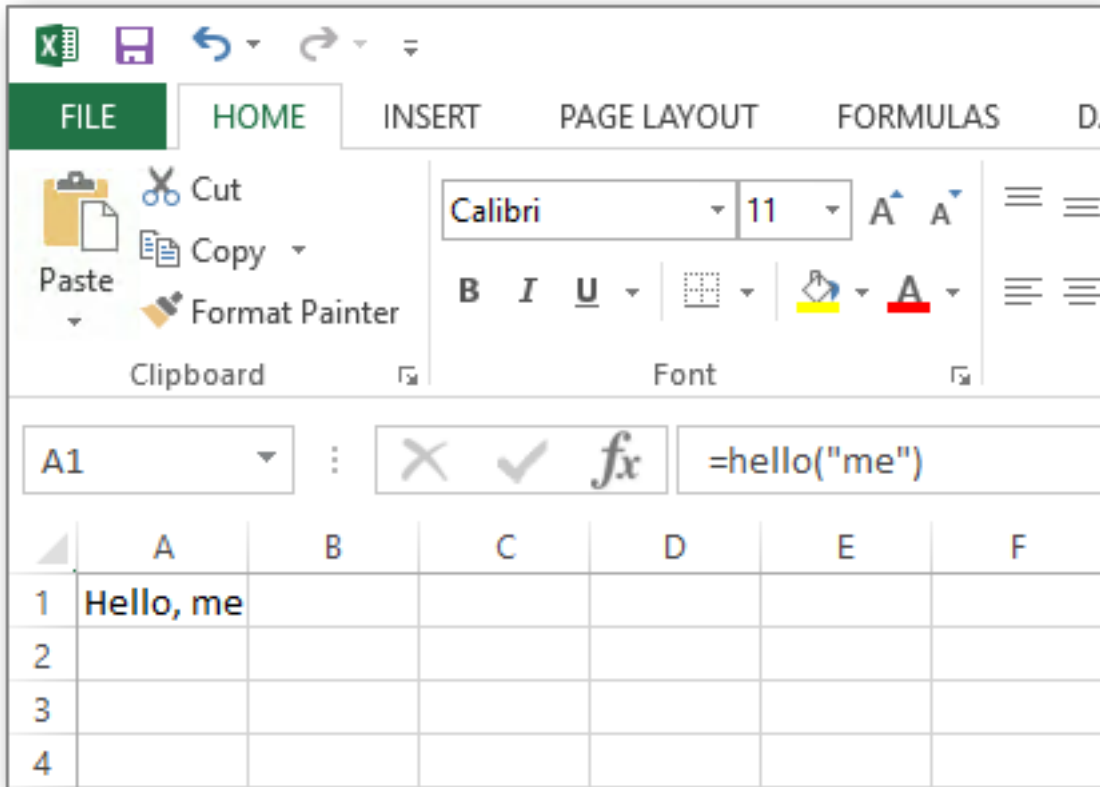 FILE HOME INSERT PAGE LAYOUT FORMULAS
Cut
Calibri 11
Copy
Paste
B I U
Format Painter
Clipboard Font
A1 fx =hello("me")
A B C D E F
1 Hello, me
2
3
4